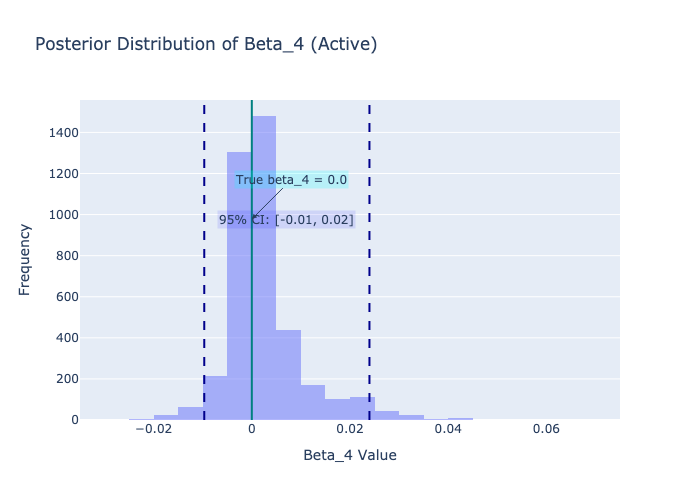 Posterior Distribution of Beta_4 (Active)
1400
1200
1000
800
600
400
200
0
Frequency
True beta_4 = 0.0
95% CI: [-0.01, 0.02]
−0.02
0
0.02
0.04
0.06
Beta_4 Value